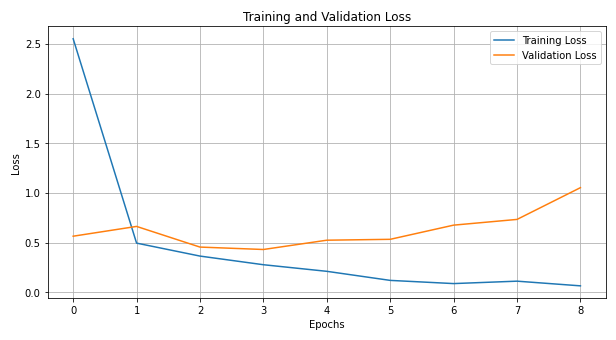 Training and Validation Loss
Training Loss
Validation Loss
2.5
2.0
1.5
1.0
0.5
0.0
Loss
0 1 2 3 4 5 6 7 8
Epochs